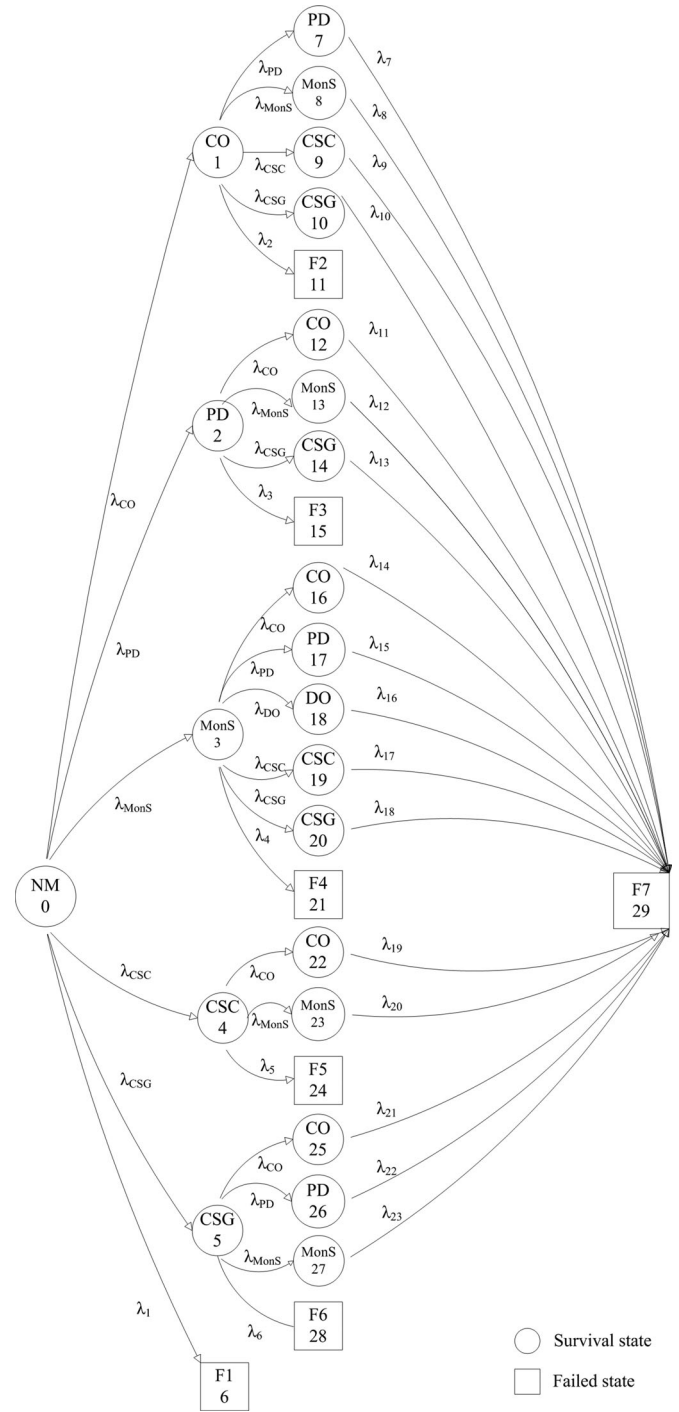 PD
7
λ7
λPD
MonS
8
λ8
λMonS
CO
1
λCSC
CSC
9
λ9
λCSG
CSG
10
λ10
λ2
F2
11
CO
12
λ11
λCO
MonS
13
λ12
PD
2
λMonS
λCSG
CSG
14
λ13
λ3
F3
15
λCO
λPD
CO
16
λ14
λCO
PD
17
λ15
λPD
DO
18
λ16
λDO
MonS
3
λCSC
CSC
19
λ17
λCSG
CSG
20
λ18
λMonS
λ4
F4
21
NM
0
F7
29
CO
22
λ19
λCO
λCSC
CSC
4
λMonS
MonS
23
λ20
λ5
F5
24
λCSG
CO
25
λ21
λCO
PD
26
λ22
λPD
CSG
5
λMonS
MonS
27
λ23
λ6
F6
28
λ1
F1
6
Survival state
Failed state